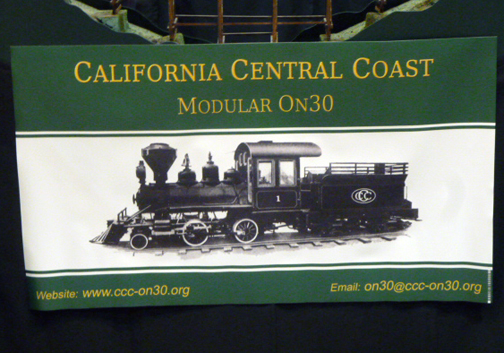 CALIFORNIA CENTRAL COAST
MODULAR ON30
1
CCC
Website: www.ccc-on30.org
Email: on30@ccc-on30.org